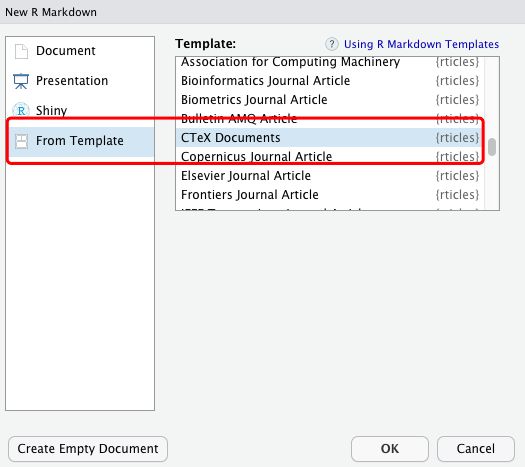 New R Markdown
Document
Presentation
Shiny
From Template
Template:
? Using R Markdown Templates
Association for Computing Machinery {rticles}
Bioinformatics Journal Article {rticles}
Biometrics Journal Article {rticles}
Bulletin AMQ Article {rticles}
CTeX Documents {rticles}
Copernicus Journal Article {rticles}
Elsevier Journal Article {rticles}
Frontiers Journal Article {rticles}
Create Empty Document
OK
Cancel